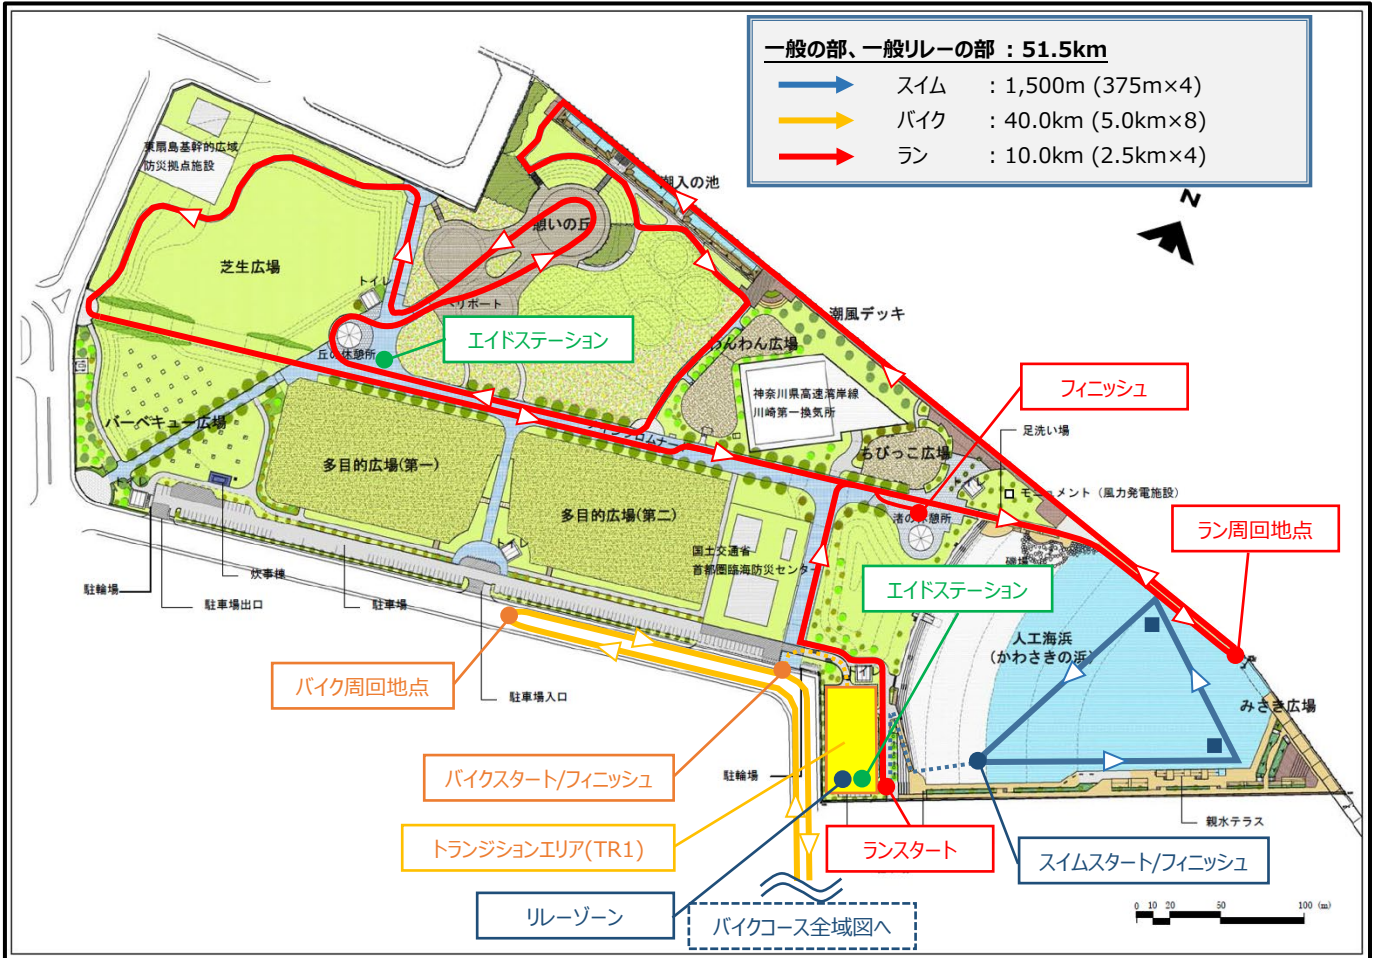 一般の部、一般リレーの部 : 51.5km
スイム : 1,500m (375m×4)
バイク : 40.0km (5.0km×8)
ラン : 10.0km (2.5km×4)
N
東扇島基幹的広域
防災拠点施設
潮入の池
憩いの丘
芝生広場
トイレ
ヘリポート
潮風デッキ
エイドステーション
丘の休憩所
わんわん広場
神奈川県高速湾岸線
川崎第一換気所
フィニッシュ
足洗い場
バーベキュー広場
ちびっこ広場
多目的広場(第一)
トイレ
トイレ
モニュメント（風力発電施設）
多目的広場(第二)
渚の休憩所
ラン周回地点
トイレ
国土交通省
首都圏臨海防災センター
磯場
駐輪場
炊事棟
駐車場出口
駐車場
エイドステーション
人工海浜
(かわさきの浜)
トイレ
バイク周回地点
駐車場入口
みさき広場
バイクスタート/フィニッシュ
駐輪場
親水テラス
トランジションエリア(TR1)
ランスタート
スイムスタート/フィニッシュ
リレーゾーン
バイクコース全域図へ
0 10 20 50 100 (m)